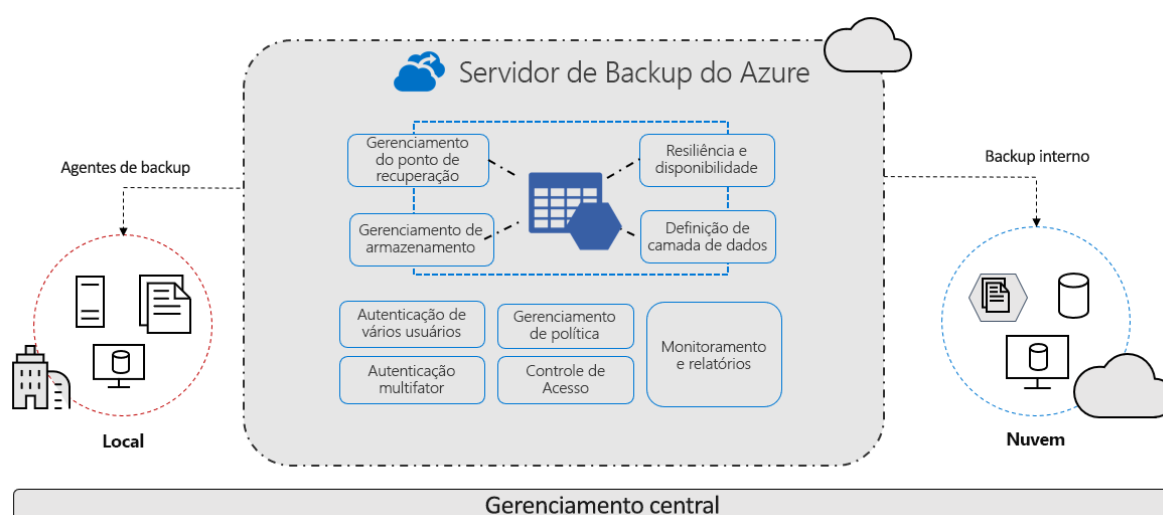 Servidor de Backup do Azure
Agentes de backup
Gerenciamento
do ponto de
recuperação
Resiliência e
disponibilidade
Gerenciamento de
armazenamento
Definição de
camada de dados
Autenticação de
vários usuários
Gerenciamento
de política
Monitoramento
e relatórios
Autenticação
multifator
Controle de
Acesso
Backup interno
Local
Nuvem
Gerenciamento central